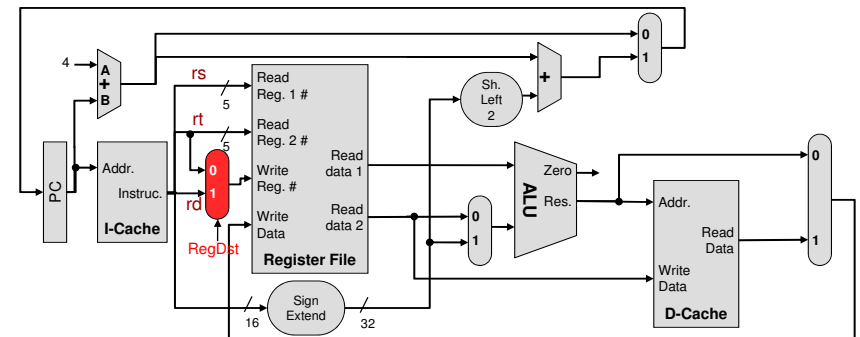 0
1
4
A
+
B
rs
5
Read
Reg. 1 #
rt
5
Read
Reg. 2 #
Sh.
Left
2
+
PC
Addr.
Instruc.
I-Cache
0
1
rd
RegDst
Write
Reg. #
Write
Data
Read
data 1
Read
data 2
Register File
0
1
ALU
Zero
Res.
Addr.
Read
Data
Write
Data
D-Cache
0
1
16
Sign
Extend
32